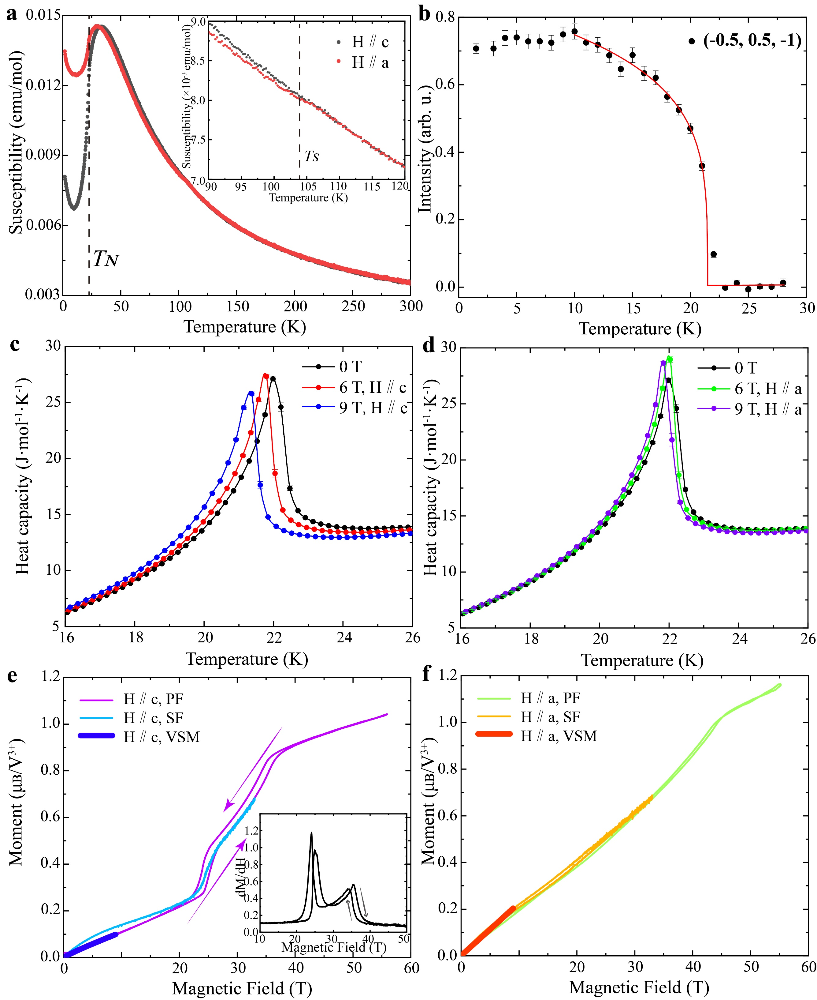 a
0.015
0.012
0.009
0.006
0.003
Susceptibility (emu/mol)
0 50 100 150 200 250 300
Temperature (K)
TN
9.0
8.5
8.0
7.5
7.0
Susceptibility (×10-3 emu/mol)
H // c
H // a
Ts
90 95 100 105 110 115 120
Temperature (K)
b
0.8
0.6
0.4
0.2
0.0
Intensity (arb. u.)
(-0.5, 0.5, -1)
0 5 10 15 20 25 30
Temperature (K)
c
30
25
20
15
10
5
Heat capacity (J·mol-1·K-1)
0 T
6 T, H // c
9 T, H // c
16 18 20 22 24 26
Temperature (K)
d
30
25
20
15
10
5
Heat capacity (J·mol-1·K-1)
0 T
6 T, H // a
9 T, H // a
16 18 20 22 24 26
Temperature (K)
e
1.2
1.0
0.8
0.6
0.4
0.2
0.0
Moment (μB/V3+)
H // c, PF
H // c, SF
H // c, VSM
1.2
1.0
0.8
0.6
0.4
0.2
0.0
dM/dH
10 20 30 40 50
Magnetic Field (T)
0 20 30 40 50 60
Magnetic Field (T)
f
1.2
1.0
0.8
0.6
0.4
0.2
0.0
Moment (μB/V3+)
H // a, PF
H // a, SF
H // a, VSM
0 20 30 40 50 60
Magnetic Field (T)